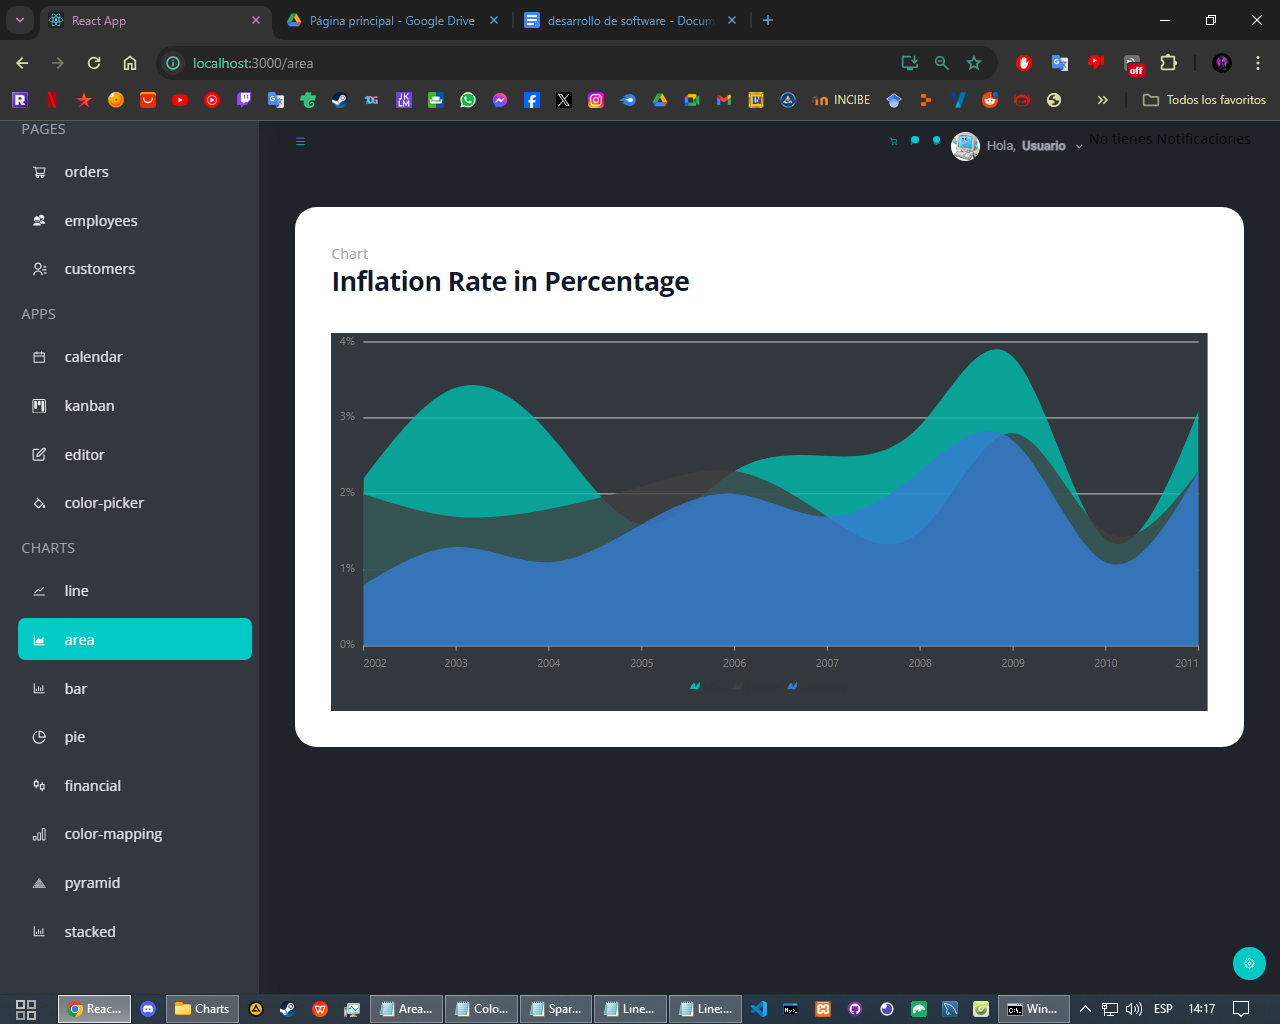 React App
Página principal - Google Drive
desarrollo de software - Docum
localhost:3000/area
off
INCIBE
Todos los favoritos
PAGES
orders
employees
customers
APPS
calendar
kanban
editor
color-picker
CHARTS
line
area
bar
pie
financial
color-mapping
pyramid
stacked
Hola, Usuario
No tienes Notificaciones
Chart
Inflation Rate in Percentage
4%
3%
2%
1%
0%
2002 2003 2004 2005 2006 2007 2008 2009 2010 2011
Reac...
Charts
Area...
Colo...
Spar...
Line...
Line:...
Win...
ESP
14:17